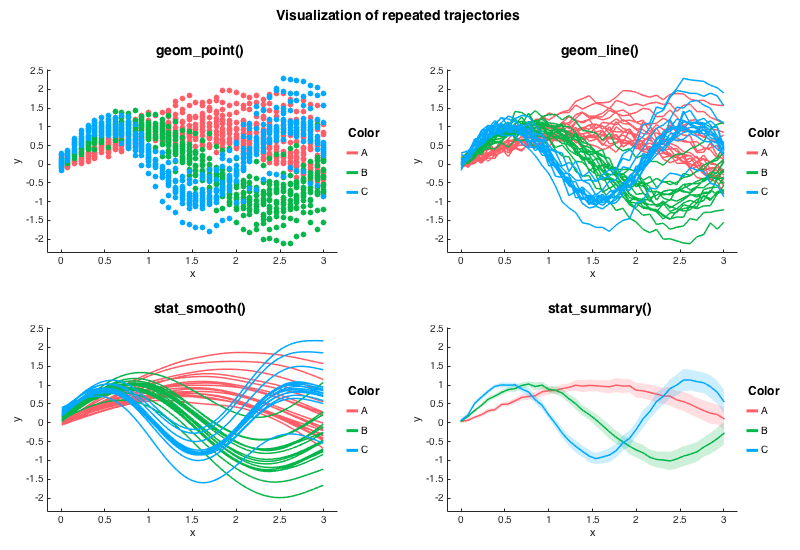 Visualization of repeated trajectories
geom_point()
2.5
2
1.5
1
0.5
0
-0.5
-1
-1.5
-2
y
0 0.5 1 1.5 2 2.5 3
x
Color
A
B
C
geom_line()
2.5
2
1.5
1
0.5
0
-0.5
-1
-1.5
-2
y
0 0.5 1 1.5 2 2.5 3
x
Color
A
B
C
stat_smooth()
2.5
2
1.5
1
0.5
0
-0.5
-1
-1.5
-2
y
0 0.5 1 1.5 2 2.5 3
x
Color
A
B
C
stat_summary()
2.5
2
1.5
1
0.5
0
-0.5
-1
-1.5
-2
y
0 0.5 1 1.5 2 2.5 3
x
Color
A
B
C